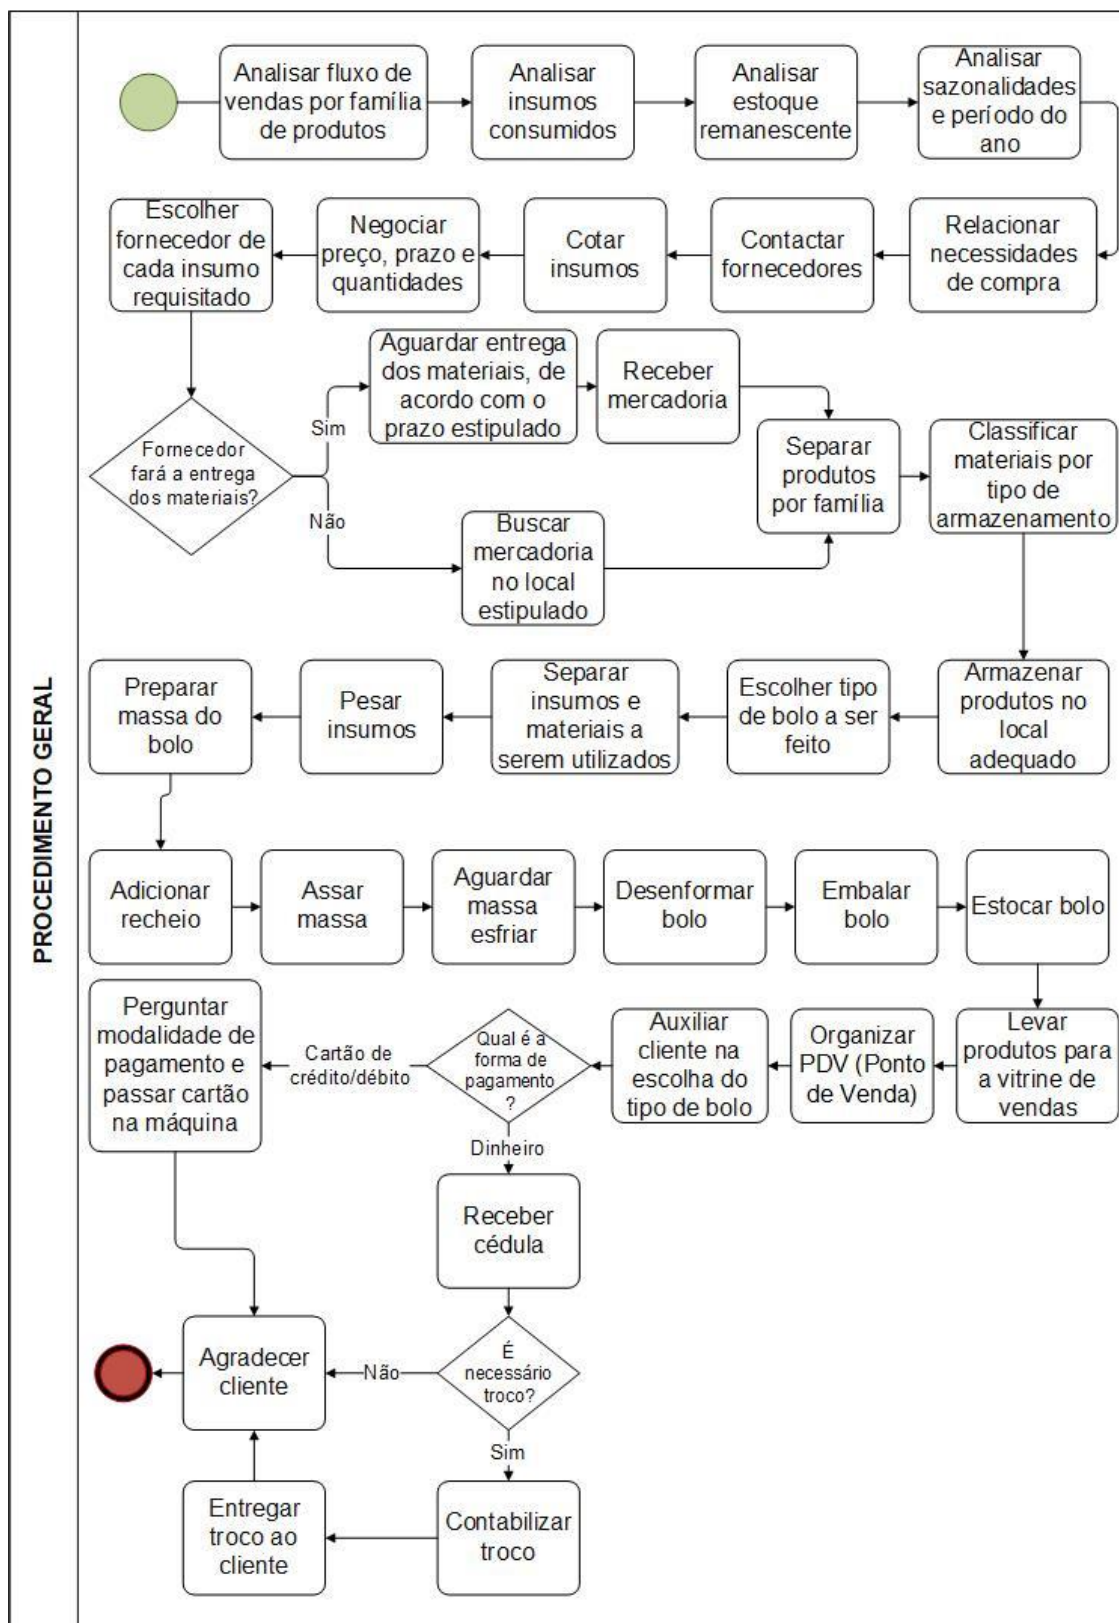 PROCEDIMENTO GERAL
Analisar fluxo de
vendas por família
de produtos
Analisar
insumos
consumidos
Analisar
estoque
remanescente
Analisar
sazonalidades
e período do
ano
Relacionar
necessidades
de compra
Contactar
fornecedores
Cotar
insumos
Negociar
preço, prazo e
quantidades
Escolher
fornecedor de
cada insumo
requisitado
Fornecedor
fará a entrega
dos materiais?
Sim
Aguardar entrega
dos materiais, de
acordo com o
prazo estipulado
Receber
mercadoria
Não
Buscar
mercadoria
no local
estipulado
Separar
produtos
por família
Classificar
materiais por
tipo de
armazenamento
Armazenar
produtos no
local
adequado
Escolher tipo
de bolo a ser
feito
Separar
insumos e
materiais a
serem utilizados
Pesar
insumos
Preparar
massa do
bolo
Adicionar
recheio
Assar
massa
Aguardar
massa
esfriar
Desenformar
bolo
Embalar
bolo
Estocar bolo
Levar
produtos para
a vitrine de
vendas
Organizar
PDV (Ponto
de Venda)
Auxiliar
cliente na
escolha do
tipo de bolo
Qual é a
forma de
pagamento
?
Cartão de
crédito/débito
Perguntar
modalidade de
pagamento e
passar cartão
na máquina
Dinheiro
Receber
cédula
É
necessário
troco?
Não
Agradecer
cliente
Sim
Contabilizar
troco
Entregar
troco ao
cliente